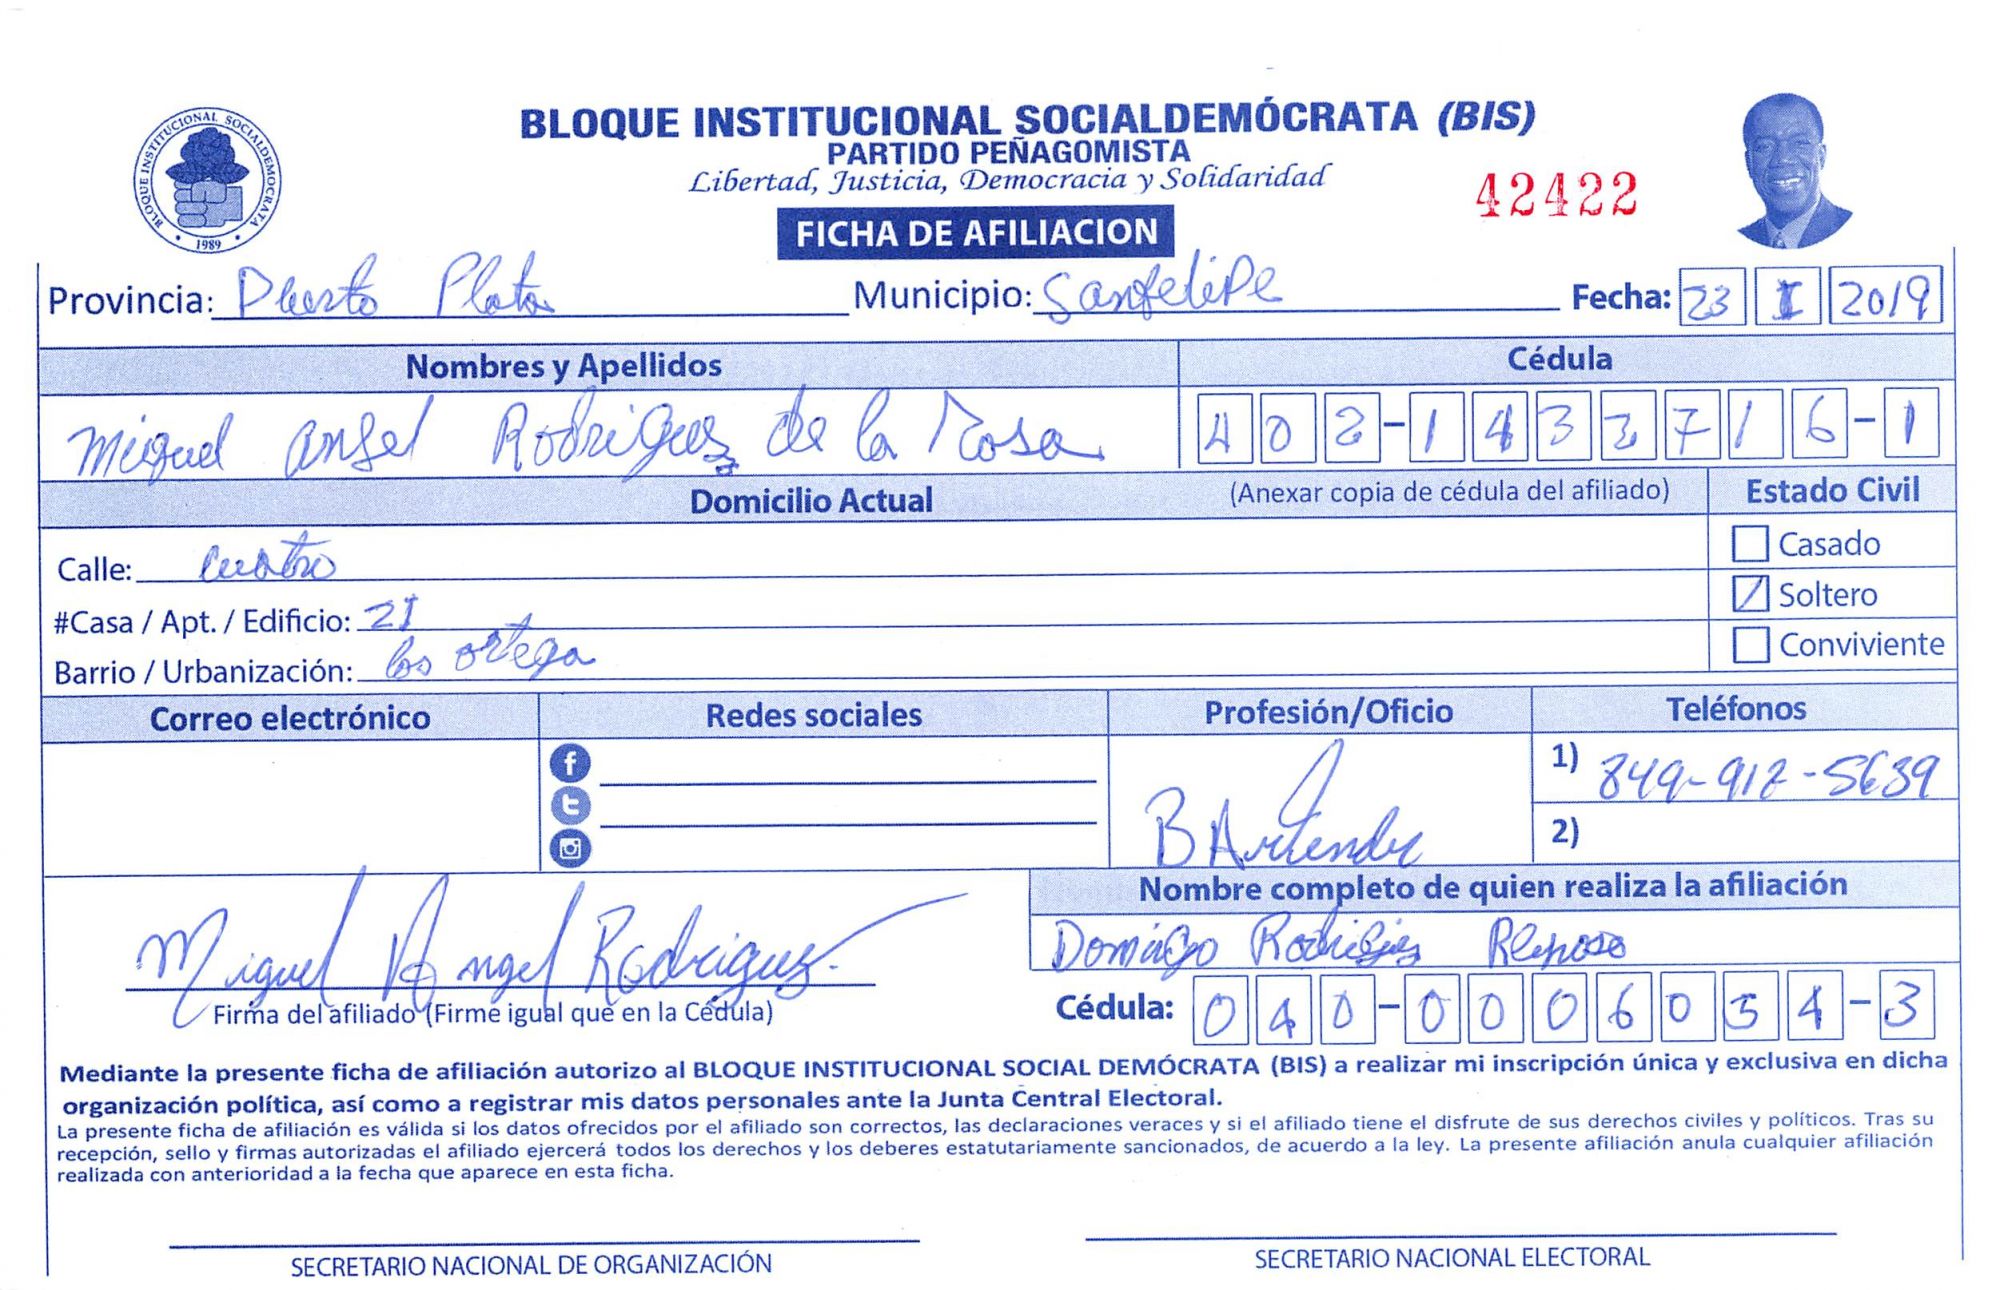 BLOQUE INSTITUCIONAL SOCIALDEMÓCRATA (BIS)
PARTIDO PEÑAGOMISTA
Libertad, Justicia, Democracia y Solidaridad
42422
BLOQUE INSTITUCIONAL SOCIALDEMOCRATA
1989
FICHA DE AFILIACION
Provincia: Puerto Plata Municipio: Sanfelipe Fecha: 23 I 2019
Nombres y Apellidos Cédula
Miguel Angel Rodriguez de la Rosa 402-1433716-1
Domicilio Actual (Anexar copia de cédula del afiliado) Estado Civil
Casado
Calle: Cuatro
Soltero
#Casa / Apt. / Edificio: 21
Conviviente
Barrio / Urbanización: los ortega
Correo electrónico Redes sociales Profesión/Oficio Teléfonos
1) 849-912-5639
BArtender
2)
Nombre completo de quien realiza la afiliación
Domingo Rodriguez Reposo
Miguel Angel Rodriguez.
Firma del afiliado (Firme igual que en la Cédula)
Cédula: 040-0006034-3
Mediante la presente ficha de afiliación autorizo al BLOQUE INSTITUCIONAL SOCIAL DEMÓCRATA (BIS) a realizar mi inscripción única y exclusiva en dicha
organización política, así como a registrar mis datos personales ante la Junta Central Electoral.
La presente ficha de afiliación es válida si los datos ofrecidos por el afiliado son correctos, las declaraciones veraces y si el afiliado tiene el disfrute de sus derechos civiles y políticos. Tras su
recepción, sello y firmas autorizadas el afiliado ejercerá todos los derechos y los deberes estatutariamente sancionados, de acuerdo a la ley. La presente afiliación anula cualquier afiliación
realizada con anterioridad a la fecha que aparece en esta ficha.
SECRETARIO NACIONAL DE ORGANIZACIÓN SECRETARIO NACIONAL ELECTORAL